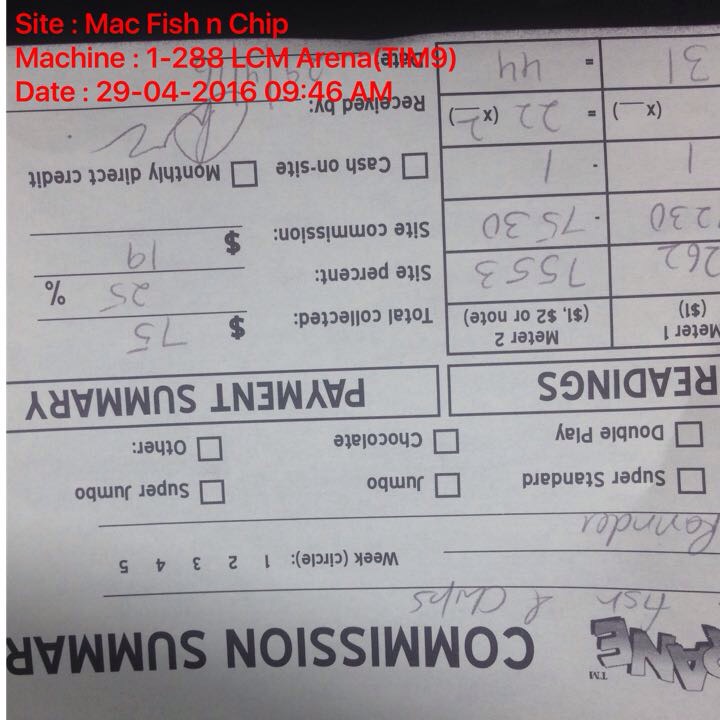 Site : Mac Fish n Chip
Machine : 1-288 LCM Arena(TIM9)
Date : 29-04-2016 09:46 AM
COMMISSION SUMMAR
ANE ™
Fish & Chips
Week (circle): 1 2 3 4 5
Super Standard
Jumbo
Super Jumbo
Double Play
Chocolate
Other:
READINGS
PAYMENT SUMMARY
Meter 1 ($1)
Meter 2 ($1, $2 or note)
Total collected: $ 75
262
7553
Site percent: 25 %
230
- 7530
Site commission: $ 19
1
- 1
Cash on-site
Monthly direct credit
(x__)
= 22 (x 2)
Received by:
31
= 44
Date: